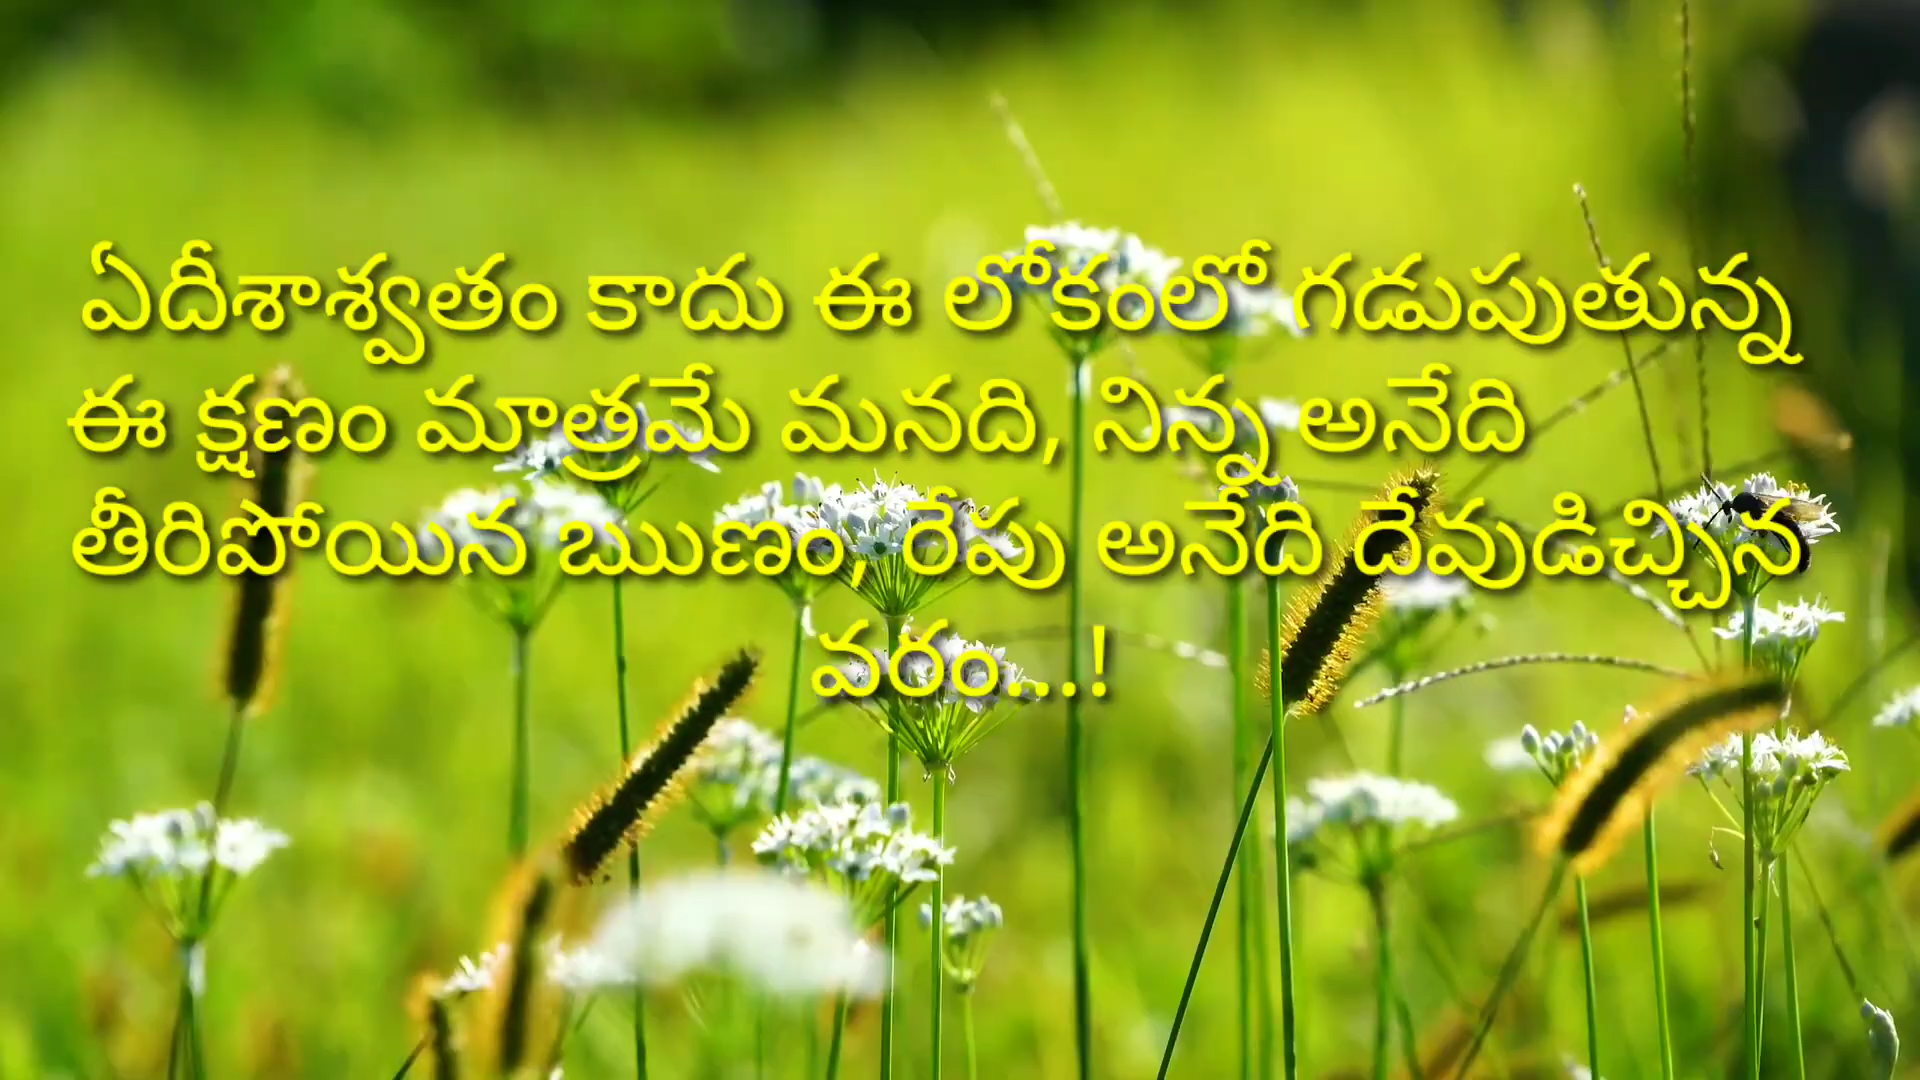 ఏదీశాశ్వతం కాదు ఈ లోకంలో గడుపుతున్న
ఈ క్షణం మాత్రమే మనది, నిన్న అనేది
తీరిపోయిన ఋణం, రేపు అనేది దేవుడిచ్చిన
వరం...!